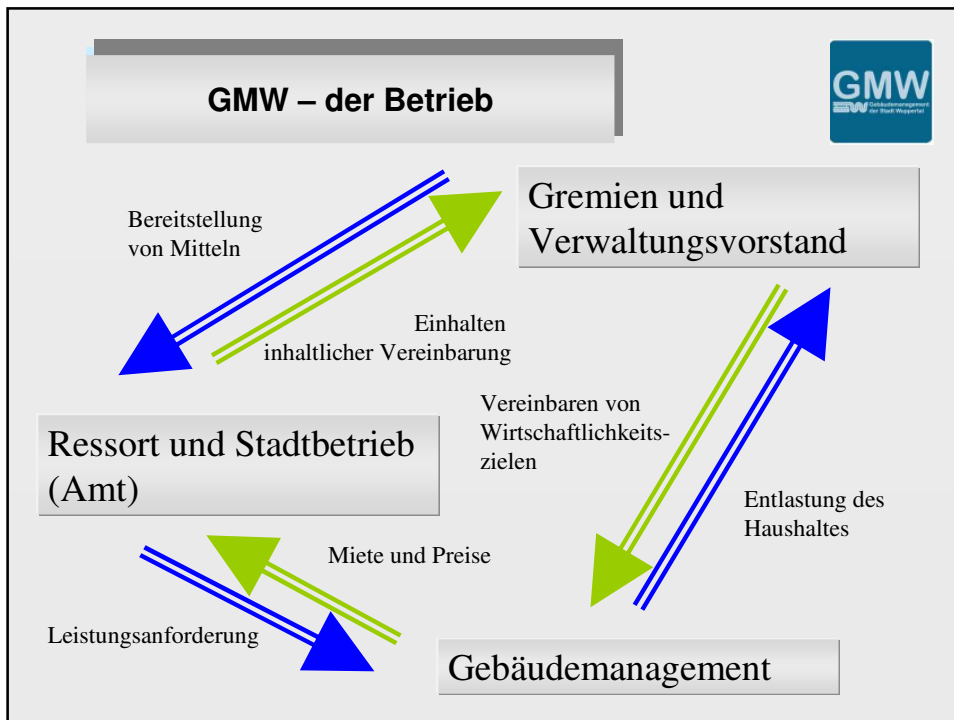 GMW – der Betrieb
GMW
Gebäudemanagement
der Stadt Wuppertal
Gremien und
Verwaltungsvorstand
Bereitstellung
von Mitteln
Einhalten
inhaltlicher Vereinbarung
Vereinbaren von
Wirtschaftlichkeits-
zielen
Ressort und Stadtbetrieb
(Amt)
Entlastung des
Haushaltes
Miete und Preise
Leistungsanforderung
Gebäudemanagement